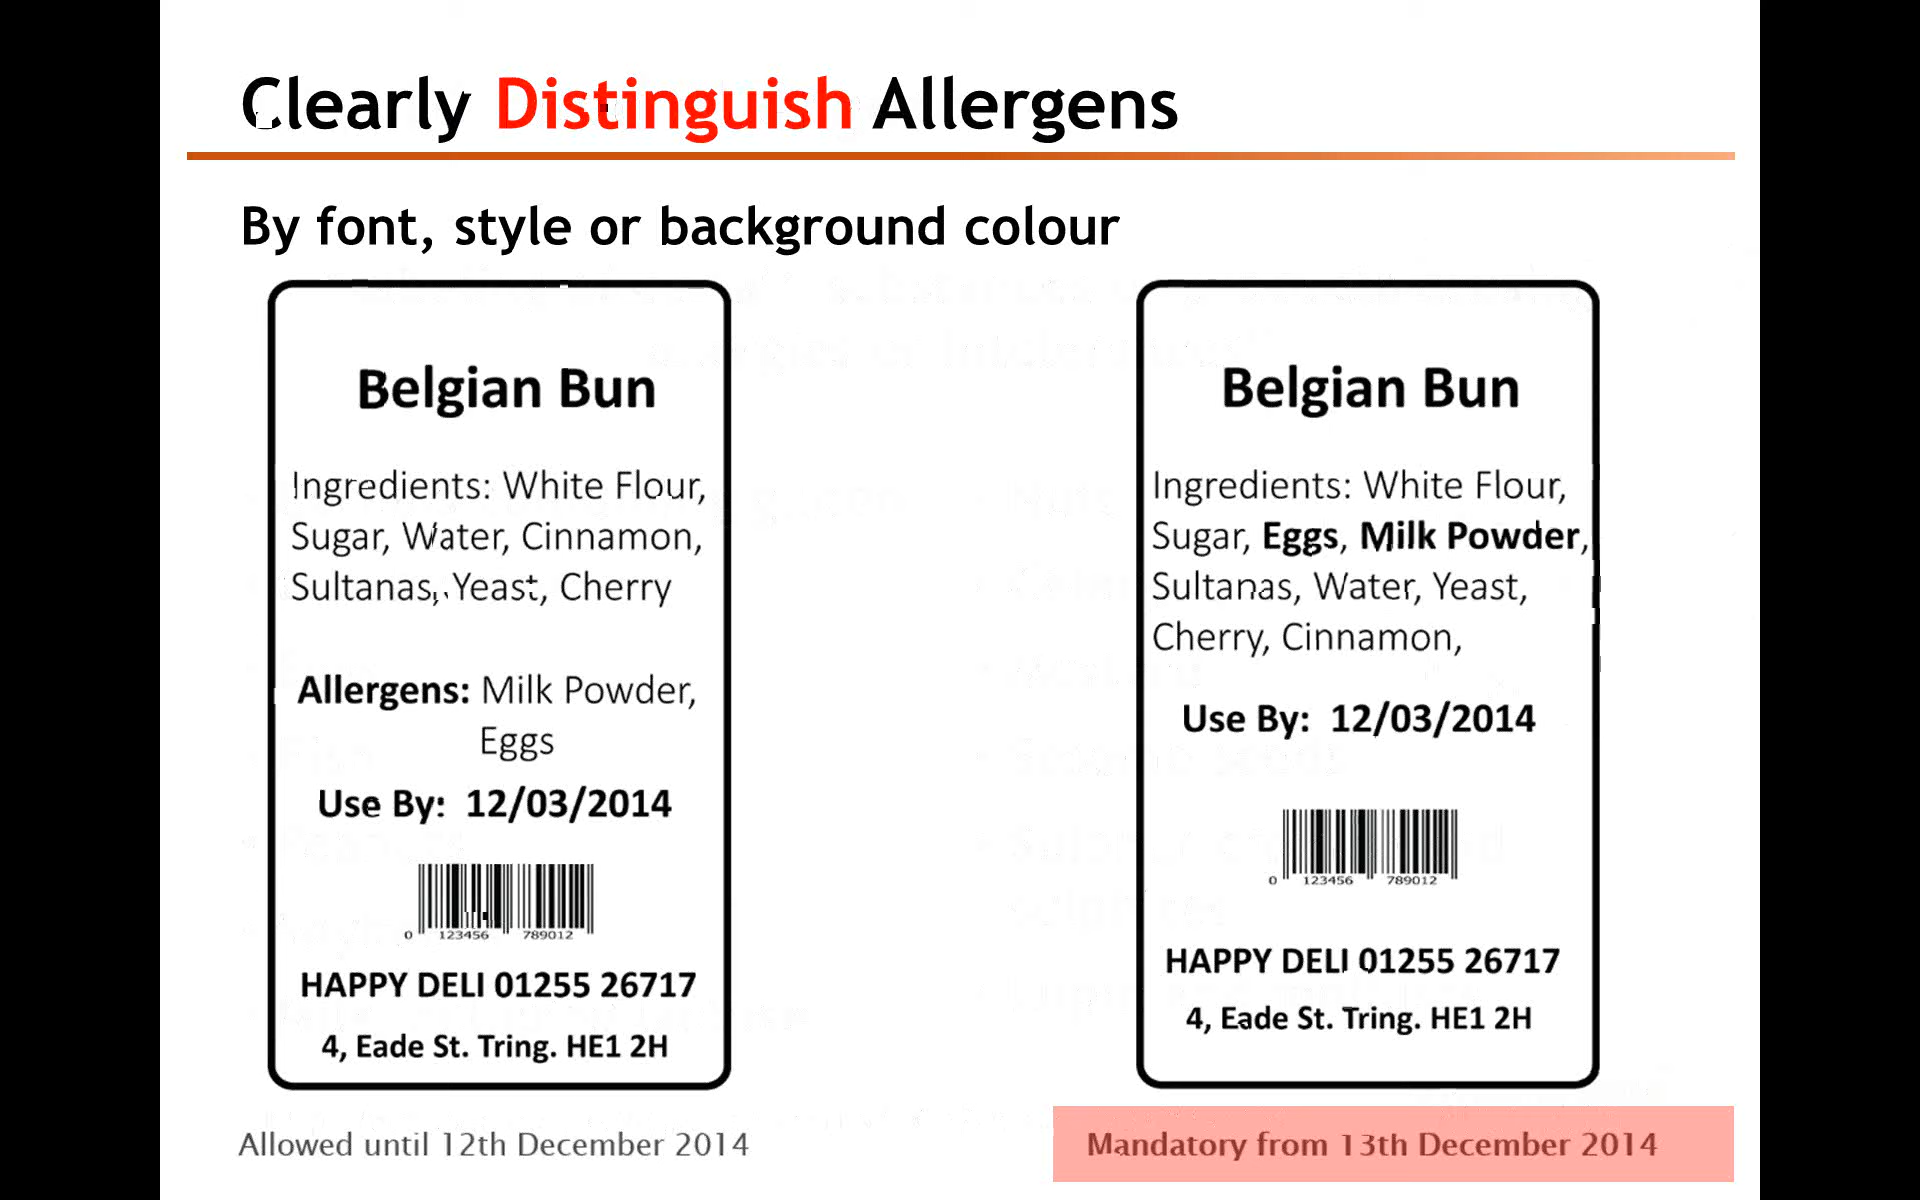 Clearly Distinguish Allergens
By font, style or background colour
Belgian Bun
Ingredients: White Flour,
Sugar, Water, Cinnamon,
Sultanas, Yeast, Cherry
Allergens: Milk Powder,
Eggs
Use By: 12/03/2014
0 123456 789012
HAPPY DELI 01255 26717
4, Eade St. Tring. HE1 2H
Allowed until 12th December 2014
Belgian Bun
Ingredients: White Flour,
Sugar, Eggs, Milk Powder,
Sultanas, Water, Yeast,
Cherry, Cinnamon,
Use By: 12/03/2014
0 123456 789012
HAPPY DELI 01255 26717
4, Eade St. Tring. HE1 2H
Mandatory from 13th December 2014